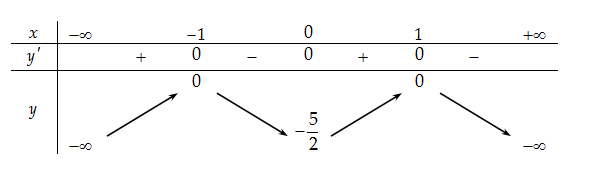 x −∞ −1 0 1 +∞
y′ + 0 − 0 + 0 −
0 0
y
−5/2
−∞ −∞